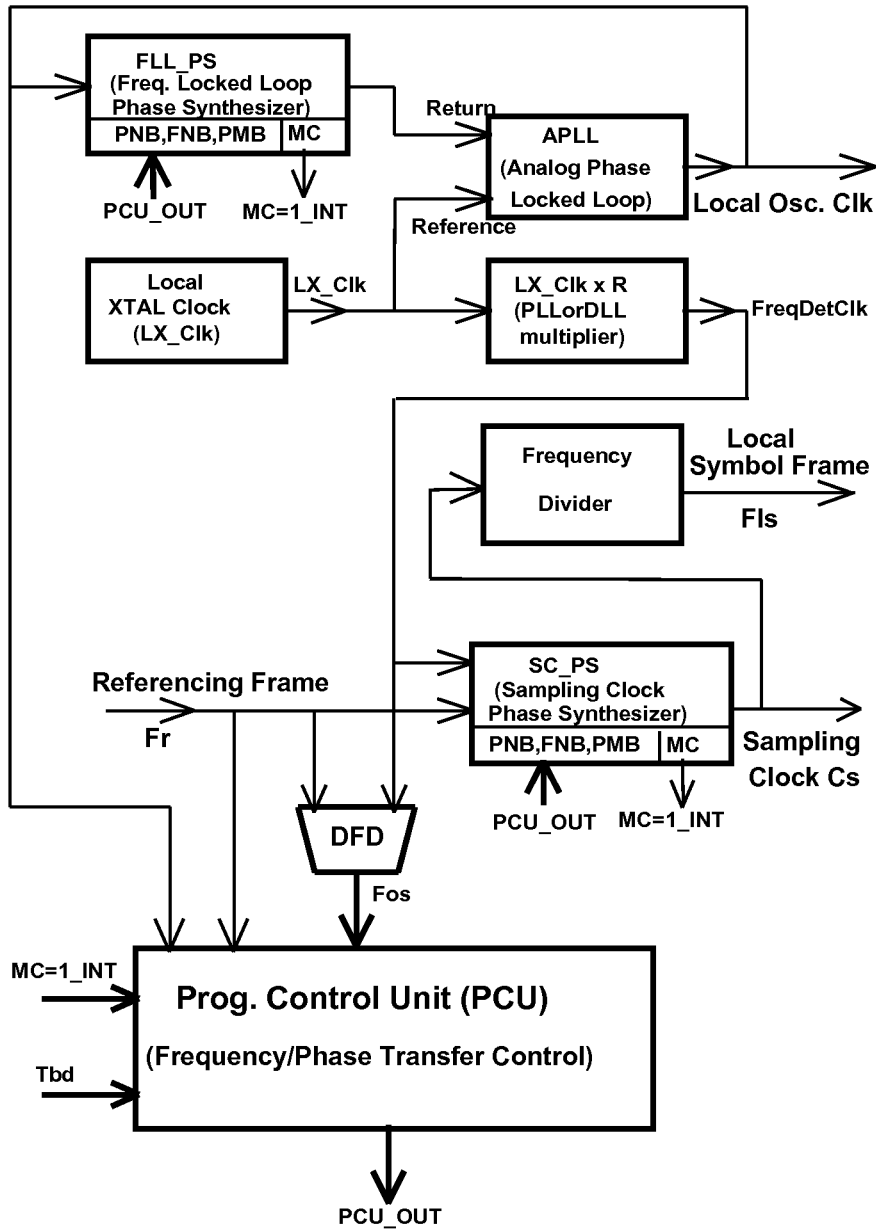 FLL_PS
(Freq. Locked Loop
Phase Synthesizer)
PNB,FNB,PMB MC
PCU_OUT
MC=1_INT
Return
Reference
APLL
(Analog Phase
Locked Loop)
Local Osc. Clk
Local
XTAL Clock
(LX_Clk)
LX_Clk
LX_Clk x R
(PLLorDLL
multiplier)
FreqDetClk
Frequency
Divider
Local
Symbol Frame
Fls
Referencing Frame
Fr
SC_PS
(Sampling Clock
Phase Synthesizer)
PNB,FNB,PMB MC
PCU_OUT
MC=1_INT
Sampling
Clock Cs
DFD
Fos
MC=1_INT
Tbd
Prog. Control Unit (PCU)
(Frequency/Phase Transfer Control)
PCU_OUT